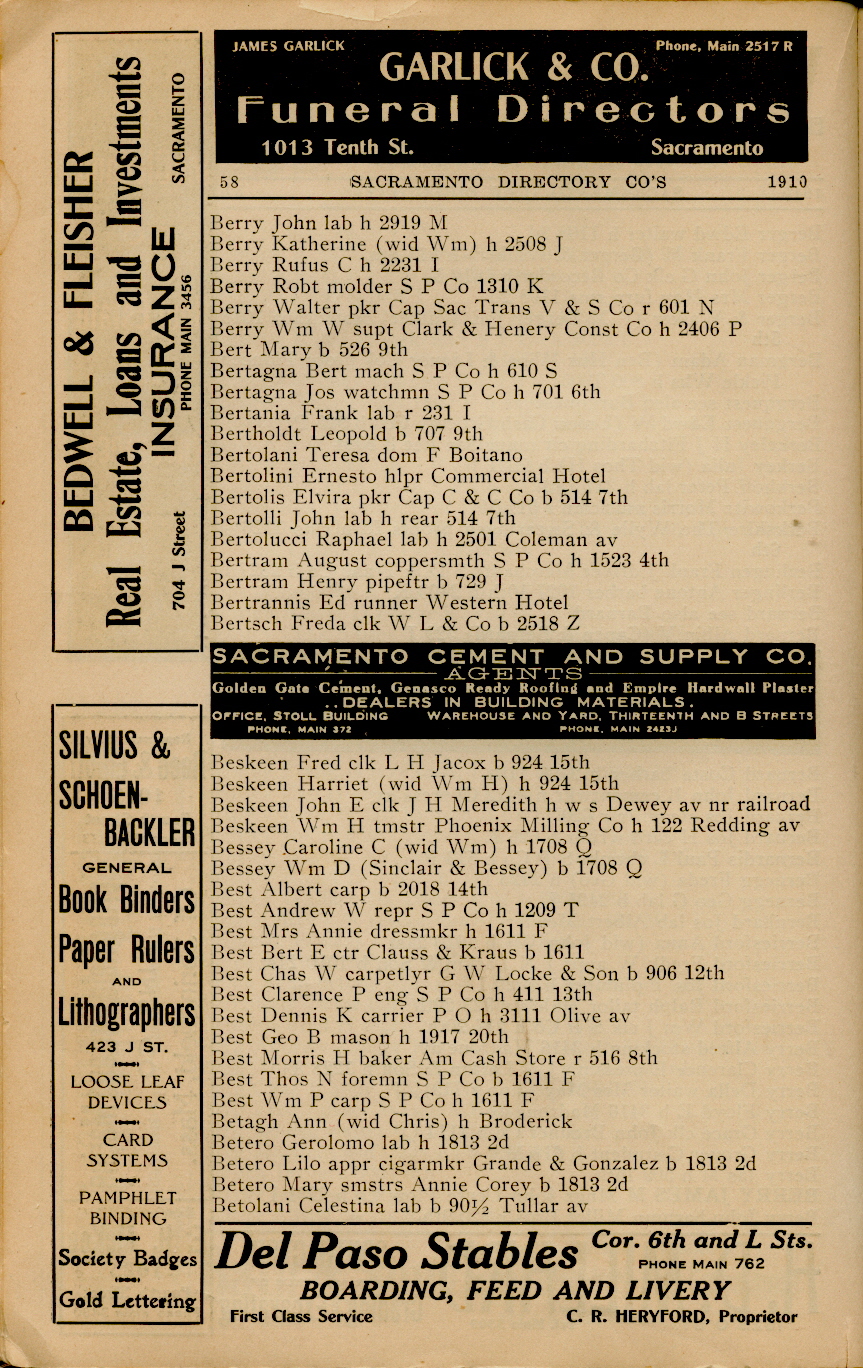 JAMES GARLICK Phone, Main 2517 R
GARLICK & CO.
Funeral Directors
1013 Tenth St. Sacramento
58 SACRAMENTO DIRECTORY CO'S 1910
BEDWELL & FLEISHER
Real Estate, Loans and Investments
INSURANCE
704 J Street PHONE MAIN 3456 SACRAMENTO
Berry John lab h 2919 M
Berry Katherine (wid Wm) h 2508 J
Berry Rufus C h 2231 I
Berry Robt molder S P Co 1310 K
Berry Walter pkr Cap Sac Trans V & S Co r 601 N
Berry Wm W supt Clark & Henery Const Co h 2406 P
Bert Mary b 526 9th
Bertagna Bert mach S P Co h 610 S
Bertagna Jos watchmn S P Co h 701 6th
Bertania Frank lab r 231 I
Bertholdt Leopold b 707 9th
Bertolani Teresa dom F Boitano
Bertolini Ernesto hlpr Commercial Hotel
Bertolis Elvira pkr Cap C & C Co b 514 7th
Bertolli John lab h rear 514 7th
Bertolucci Raphael lab h 2501 Coleman av
Bertram August coppersmth S P Co h 1523 4th
Bertram Henry pipeftr b 729 J
Bertrannis Ed runner Western Hotel
Bertsch Freda clk W L & Co b 2518 Z
SACRAMENTO CEMENT AND SUPPLY CO.
AGENTS
Golden Gate Cement, Genasco Ready Roofing and Empire Hardwall Plaster
..DEALERS IN BUILDING MATERIALS.
OFFICE, STOLL BUILDING WAREHOUSE AND YARD, THIRTEENTH AND B STREETS
PHONE, MAIN 372 PHONE, MAIN 2423J
SILVIUS &
SCHOEN-
BACKLER
GENERAL
Book Binders
Paper Rulers
AND
Lithographers
423 J ST.
LOOSE LEAF
DEVICES
CARD
SYSTEMS
PAMPHLET
BINDING
Society Badges
Gold Lettering
Beskeen Fred clk L H Jacox b 924 15th
Beskeen Harriet (wid Wm H) h 924 15th
Beskeen John E clk J H Meredith h w s Dewey av nr railroad
Beskeen Wm H tmstr Phoenix Milling Co h 122 Redding av
Bessey Caroline C (wid Wm) h 1708 Q
Bessey Wm D (Sinclair & Bessey) b 1708 Q
Best Albert carp b 2018 14th
Best Andrew W repr S P Co h 1209 T
Best Mrs Annie dressmkr h 1611 F
Best Bert E ctr Clauss & Kraus b 1611
Best Chas W carpetlyr G W Locke & Son b 906 12th
Best Clarence P eng S P Co h 411 13th
Best Dennis K carrier P O h 3111 Olive av
Best Geo B mason h 1917 20th
Best Morris H baker Am Cash Store r 516 8th
Best Thos N foremn S P Co b 1611 F
Best Wm P carp S P Co h 1611 F
Betagh Ann (wid Chris) h Broderick
Betero Gerolomo lab h 1813 2d
Betero Lilo appr cigarmkr Grande & Gonzalez b 1813 2d
Betero Mary smstrs Annie Corey b 1813 2d
Betolani Celestina lab b 90½ Tullar av
Del Paso Stables Cor. 6th and L Sts.
PHONE MAIN 762
BOARDING, FEED AND LIVERY
First Class Service C. R. HERYFORD, Proprietor